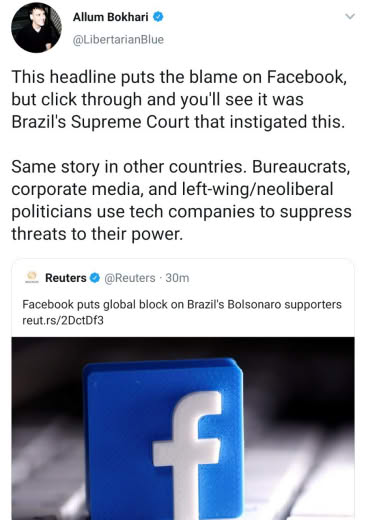 Allum Bokhari
@LibertarianBlue
This headline puts the blame on Facebook,
but click through and you'll see it was
Brazil's Supreme Court that instigated this.
Same story in other countries. Bureaucrats,
corporate media, and left-wing/neoliberal
politicians use tech companies to suppress
threats to their power.
Reuters @Reuters · 30m
Facebook puts global block on Brazil's Bolsonaro supporters
reut.rs/2DctDf3
f